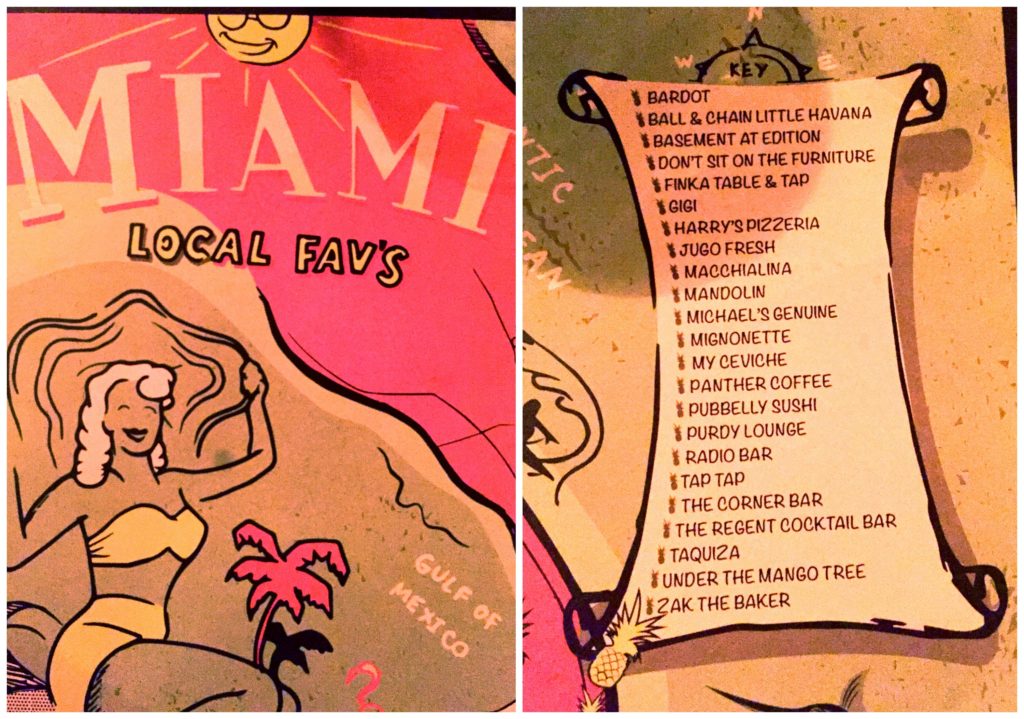 MIAMI
LOCAL FAV'S
GULF OF
MEXICO
N
W E
KEY
BARDOT
BALL & CHAIN LITTLE HAVANA
BASEMENT AT EDITION
DON'T SIT ON THE FURNITURE
FINKA TABLE & TAP
GIGI
HARRY'S PIZZERIA
JUGO FRESH
MACCHIALINA
MANDOLIN
MICHAEL'S GENUINE
MIGNONETTE
MY CEVICHE
PANTHER COFFEE
PUBBELLY SUSHI
PURDY LOUNGE
RADIO BAR
TAP TAP
THE CORNER BAR
THE REGENT COCKTAIL BAR
TAQUIZA
UNDER THE MANGO TREE
ZAK THE BAKER